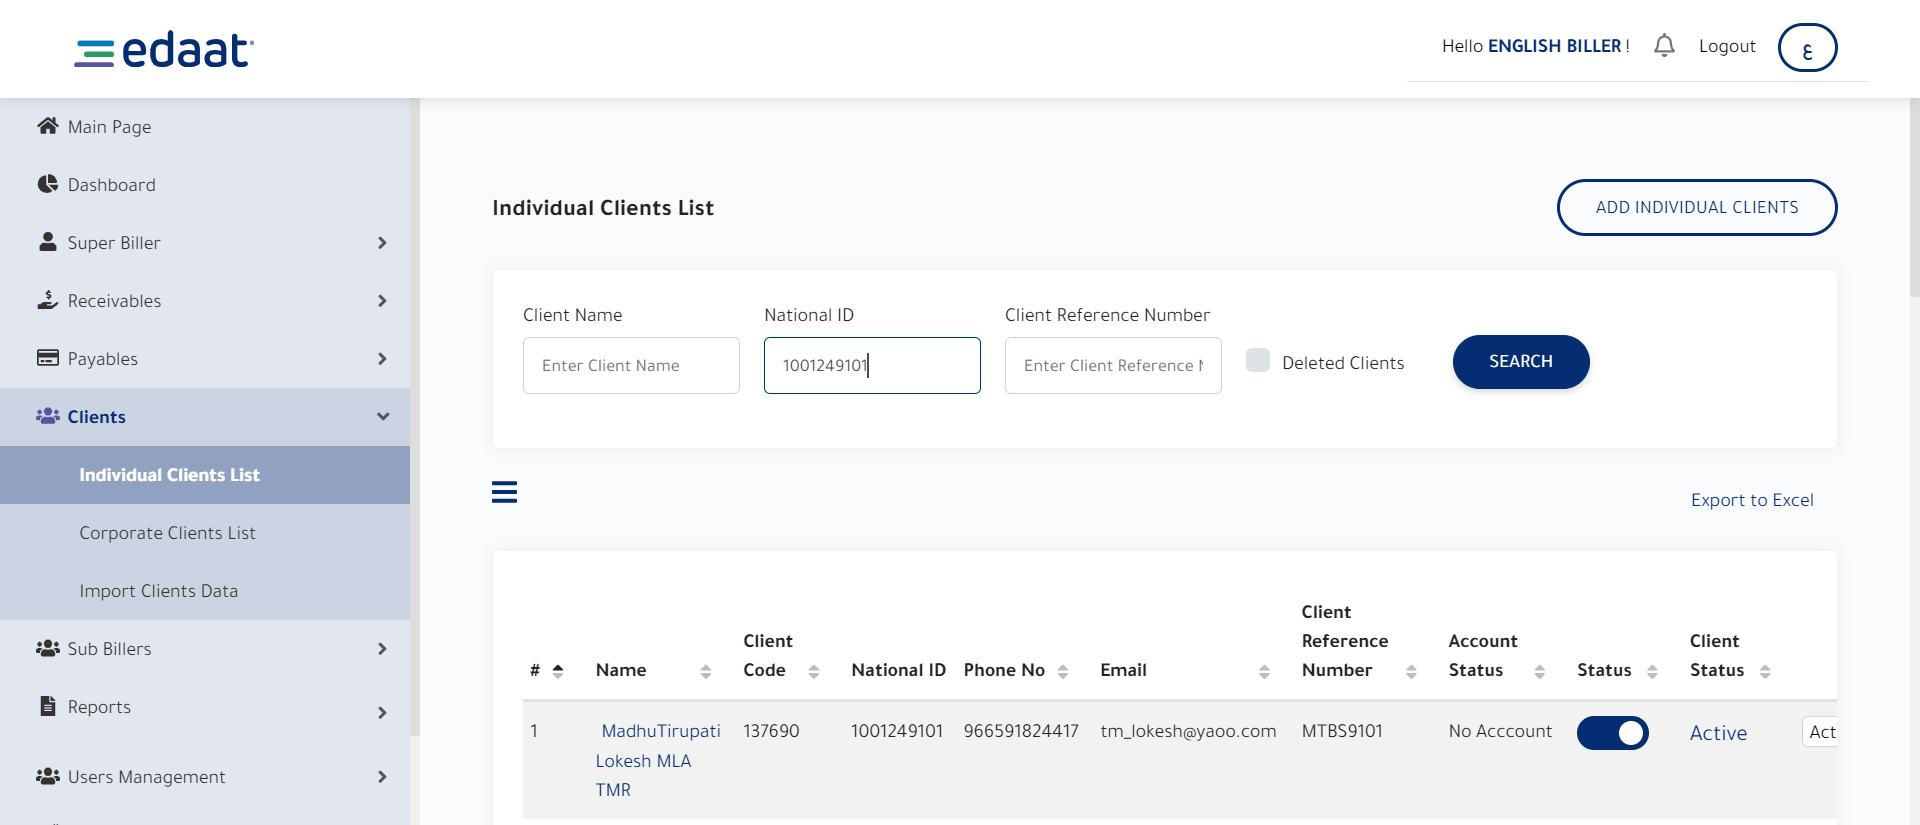 edaat
Hello ENGLISH BILLER !
Logout
ع
Main Page
Dashboard
Super Biller
Receivables
Payables
Clients
Individual Clients List
Corporate Clients List
Import Clients Data
Sub Billers
Reports
Users Management
Individual Clients List
ADD INDIVIDUAL CLIENTS
Client Name
National ID
Client Reference Number
Enter Client Name
1001249101
Enter Client Reference N
Deleted Clients
SEARCH
Export to Excel
#
Name
Client
Code
National ID
Phone No
Email
Client
Reference
Number
Account
Status
Status
Client
Status
1
MadhuTirupati
Lokesh MLA
TMR
137690
1001249101
966591824417
tm_lokesh@yaoo.com
MTBS9101
No Acccount
Active
Act